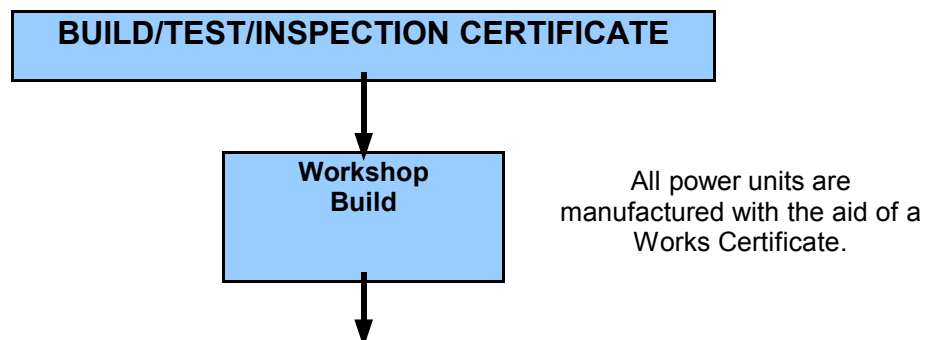 BUILD/TEST/INSPECTION CERTIFICATE
Workshop
Build
All power units are
manufactured with the aid of a
Works Certificate.